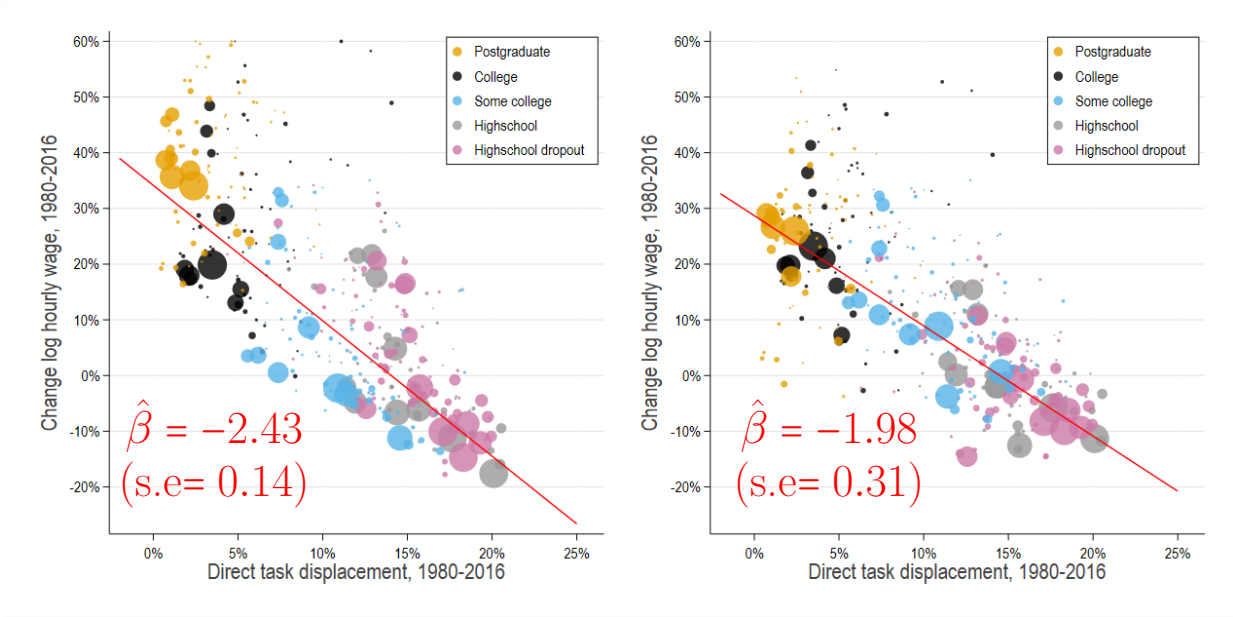 60%
50%
40%
30%
20%
10%
0%
-10%
-20%
Change log hourly wage, 1980-2016
Postgraduate
College
Some college
Highschool
Highschool dropout
β̂ = −2.43
(s.e= 0.14)
0%
5%
10%
15%
20%
25%
Direct task displacement, 1980-2016
60%
50%
40%
30%
20%
10%
0%
-10%
-20%
Change log hourly wage, 1980-2016
Postgraduate
College
Some college
Highschool
Highschool dropout
β̂ = −1.98
(s.e= 0.31)
0%
5%
10%
15%
20%
25%
Direct task displacement, 1980-2016